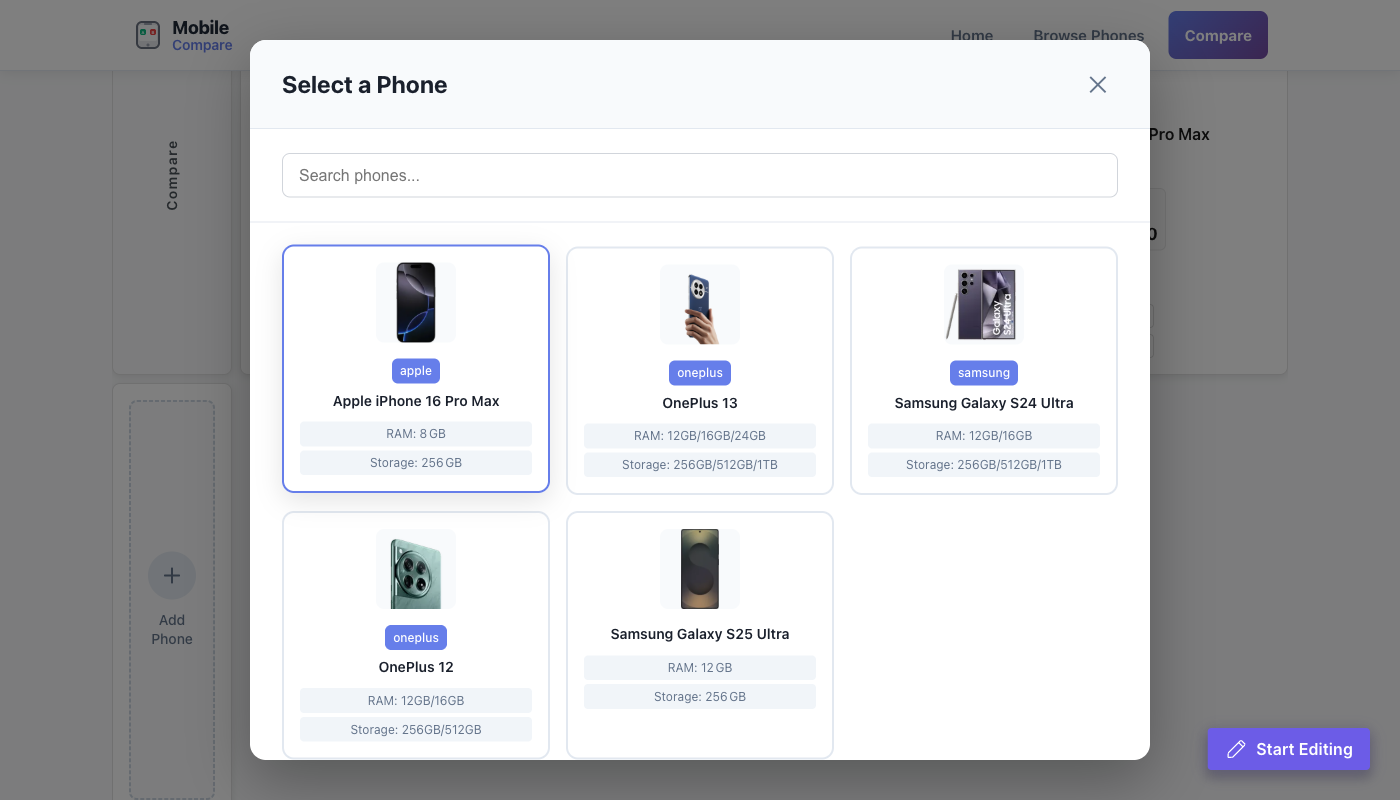 Mobile
Compare
Home
Browse Phones
Compare
Select a Phone
Search phones...
Compare
Pro Max
0
apple
Apple iPhone 16 Pro Max
RAM: 8 GB
Storage: 256 GB
oneplus
OnePlus 13
RAM: 12GB/16GB/24GB
Storage: 256GB/512GB/1TB
Galaxy
S24 Ultra
samsung
Samsung Galaxy S24 Ultra
RAM: 12GB/16GB
Storage: 256GB/512GB/1TB
Add
Phone
oneplus
OnePlus 12
RAM: 12GB/16GB
Storage: 256GB/512GB
Samsung Galaxy S25 Ultra
RAM: 12 GB
Storage: 256 GB
Start Editing